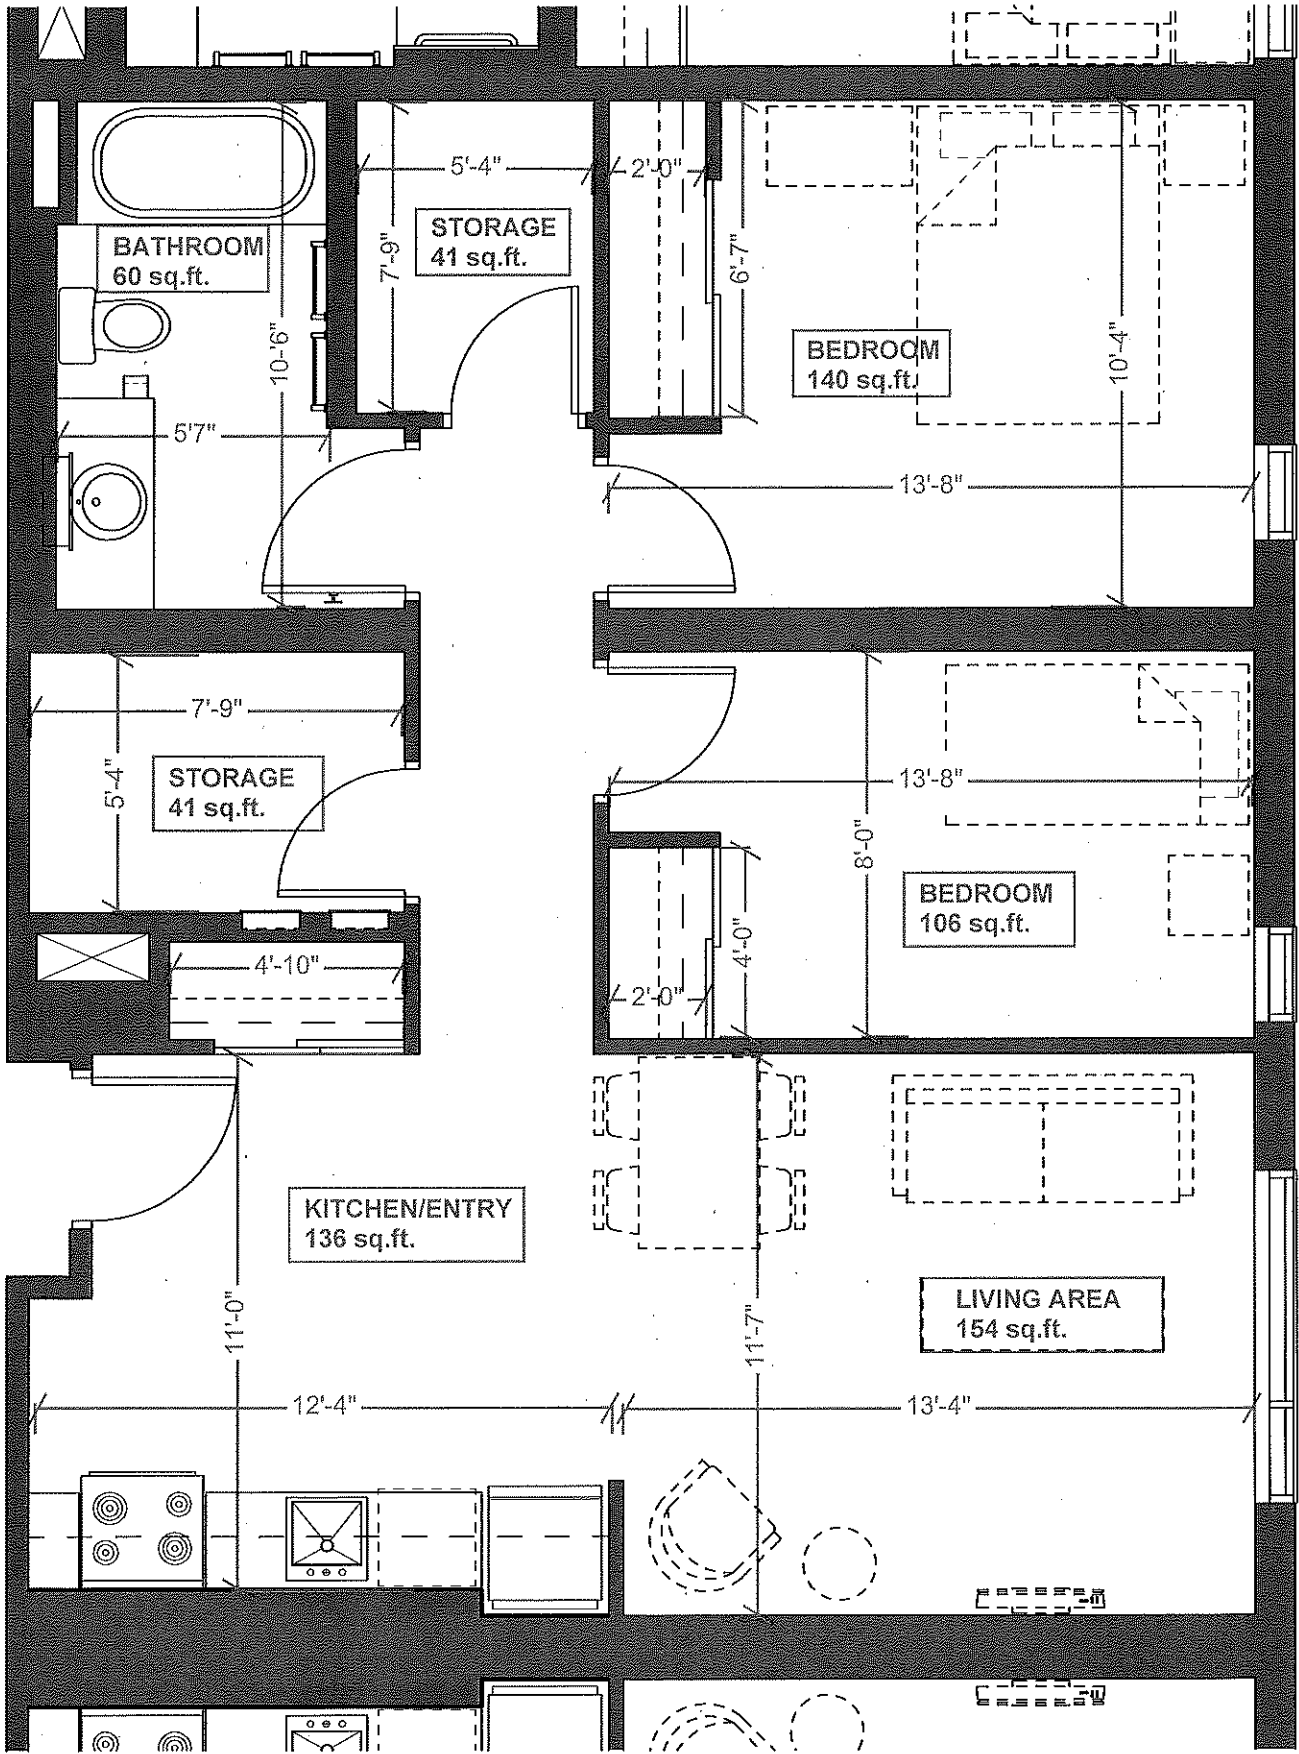 5'-4"
2'-0"
STORAGE
41 sq.ft.
BATHROOM
60 sq.ft.
7'-9"
6'-7"
10'-6"
BEDROOM
140 sq.ft.
10'-4"
5'7"
13'-8"
7'-9"
STORAGE
41 sq.ft.
5'-4"
13'-8"
8'-0"
BEDROOM
106 sq.ft.
4'-10"
4'-0"
2'-0"
KITCHEN/ENTRY
136 sq.ft.
LIVING AREA
154 sq.ft.
11'-0"
11'-7"
12'-4"
13'-4"